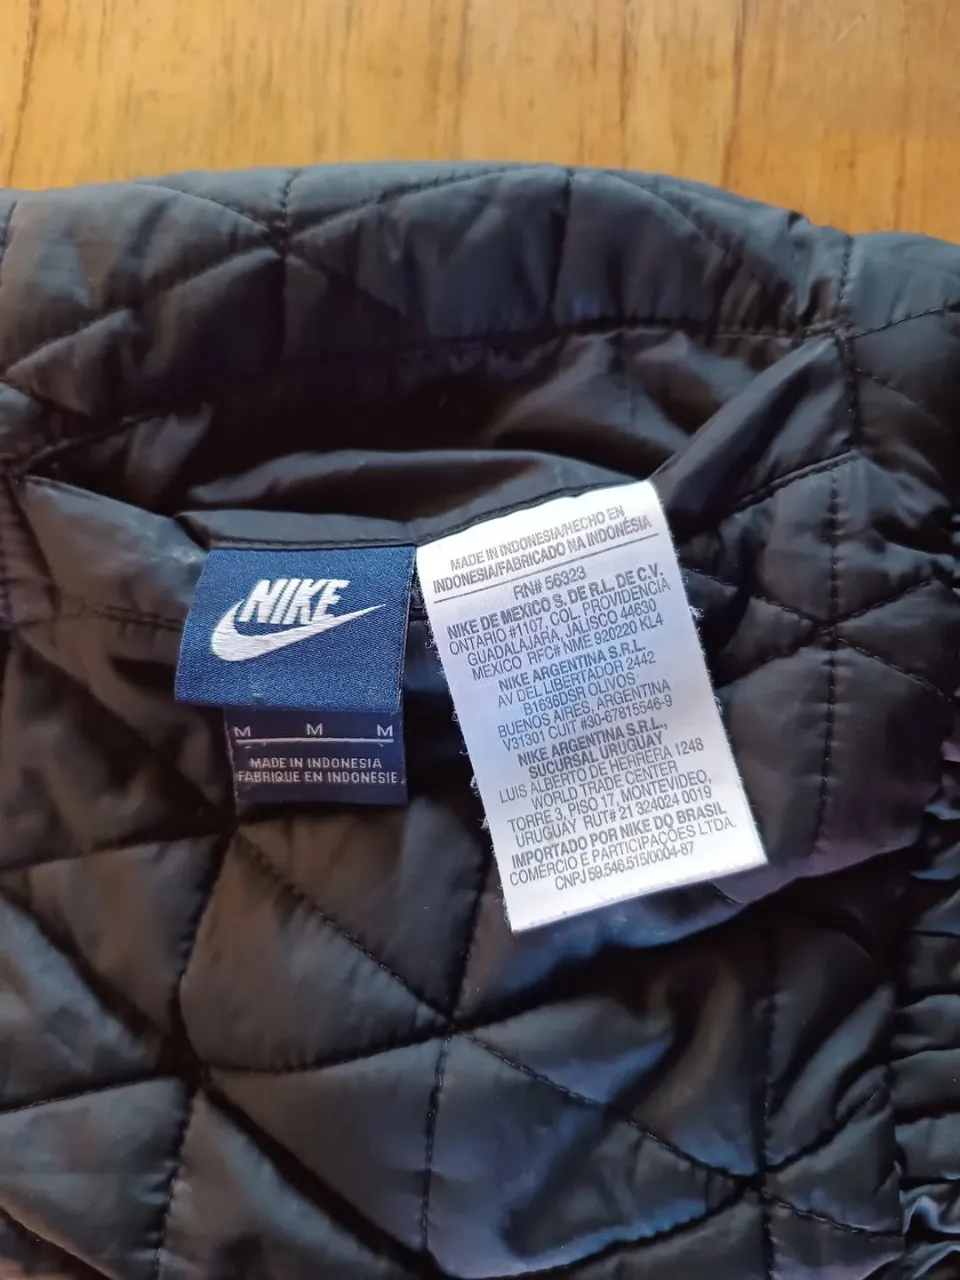 NIKE
M M M
MADE IN INDONESIA
FABRIQUE EN INDONESIE
MADE IN INDONESIA/HECHO EN
INDONESIA/FABRICADO NA INDONÉSIA
RN# 56323
NIKE DE MEXICO S. DE R.L. DE C.V.
ONTARIO #1107, COL. PROVIDENCIA
GUADALAJARA, JALISCO 44630
MEXICO RFC# NME 920220 KL4
NIKE ARGENTINA S.R.L.
AV DEL LIBERTADOR 2442
B1636DSR OLIVOS
BUENOS AIRES, ARGENTINA
V31301 CUIT #30-67815546-9
NIKE ARGENTINA S.R.L.,
SUCURSAL URUGUAY
LUIS ALBERTO DE HERRERA 1248
WORLD TRADE CENTER
TORRE 3, PISO 17, MONTEVIDEO,
URUGUAY RUT# 21 324024 0019
IMPORTADO POR NIKE DO BRASIL
COMERCIO E PARTICIPAÇÕES LTDA.
CNPJ 59.546.515/0004-87